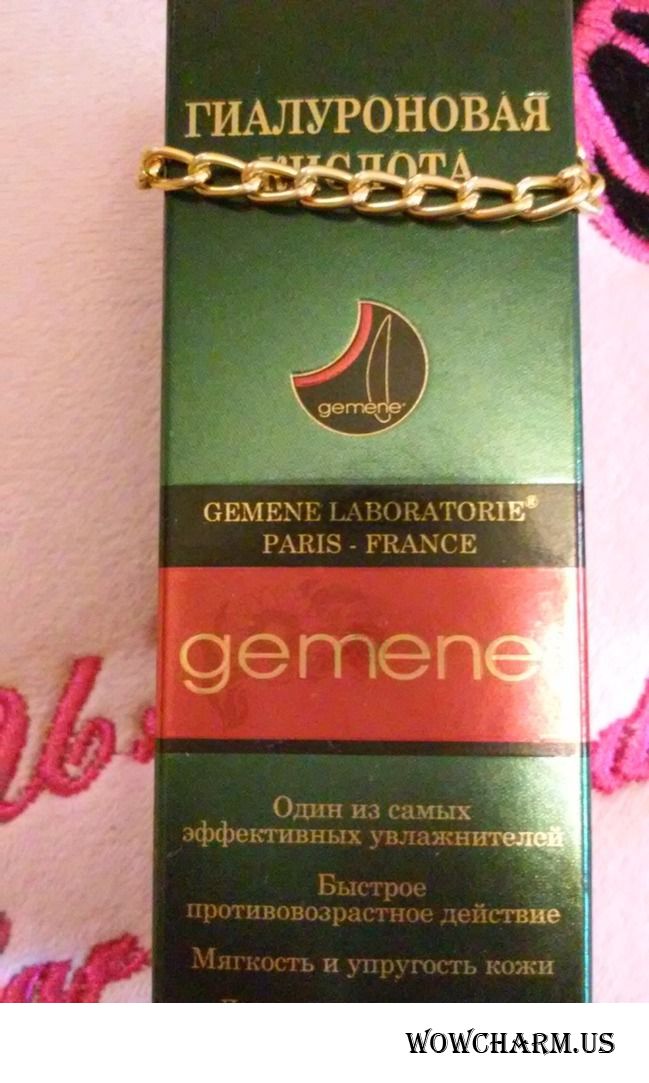 ГИАЛУРОНОВАЯ
КИСЛОТА
gemene®
GEMENE LABORATORIE®
PARIS - FRANCE
gemene
Один из самых
эффективных увлажнителей
Быстрое
противовозрастное действие
Мягкость и упругость кожи
WOWCHARM.US